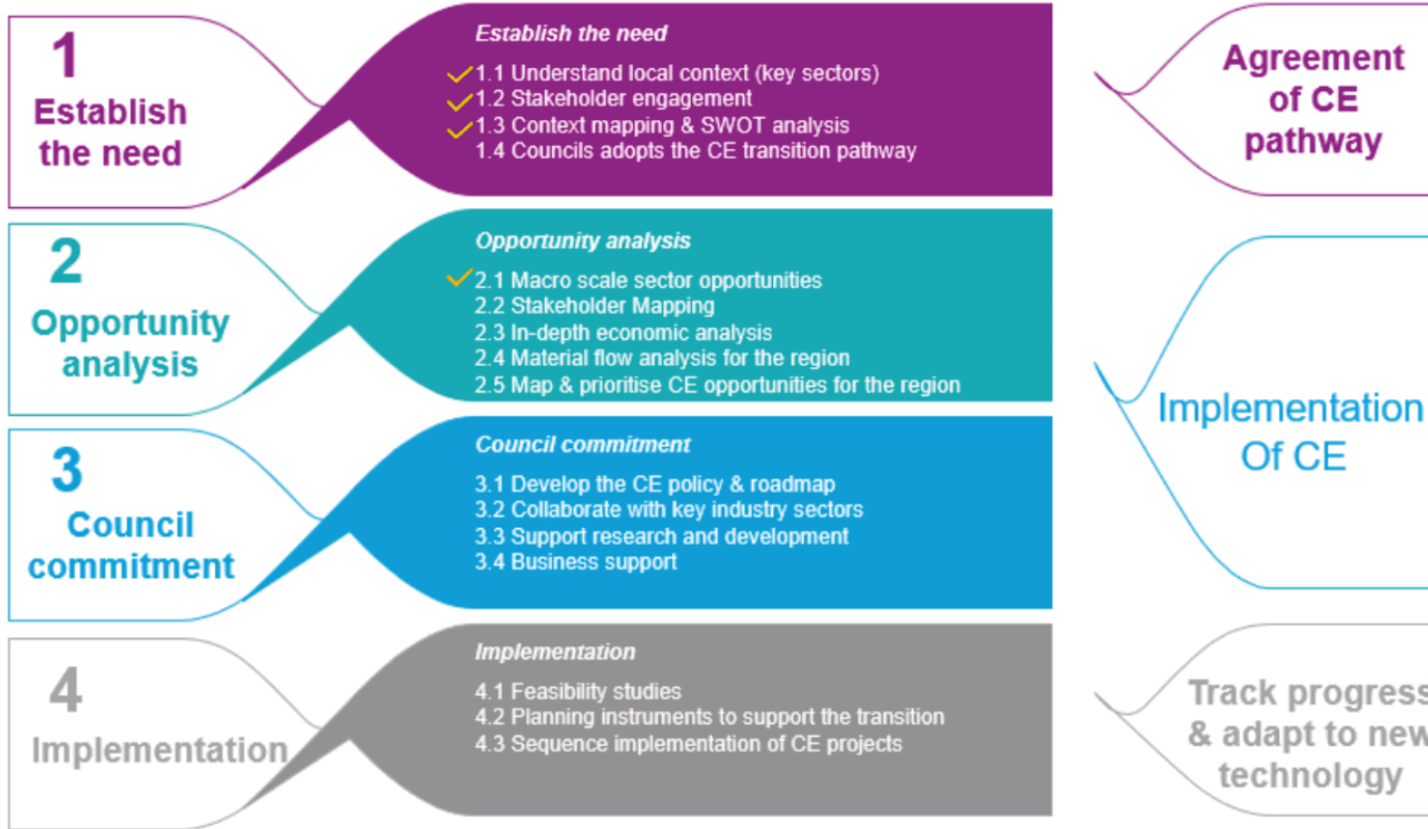 1
Establish
the need
Establish the need
1.1 Understand local context (key sectors)
1.2 Stakeholder engagement
1.3 Context mapping & SWOT analysis
1.4 Councils adopts the CE transition pathway
Agreement
of CE
pathway
2
Opportunity
analysis
Opportunity analysis
2.1 Macro scale sector opportunities
2.2 Stakeholder Mapping
2.3 In-depth economic analysis
2.4 Material flow analysis for the region
2.5 Map & prioritise CE opportunities for the region
Implementation
Of CE
3
Council
commitment
Council commitment
3.1 Develop the CE policy & roadmap
3.2 Collaborate with key industry sectors
3.3 Support research and development
3.4 Business support
4
Implementation
Implementation
4.1 Feasibility studies
4.2 Planning instruments to support the transition
4.3 Sequence implementation of CE projects
Track progress
& adapt to new
technology